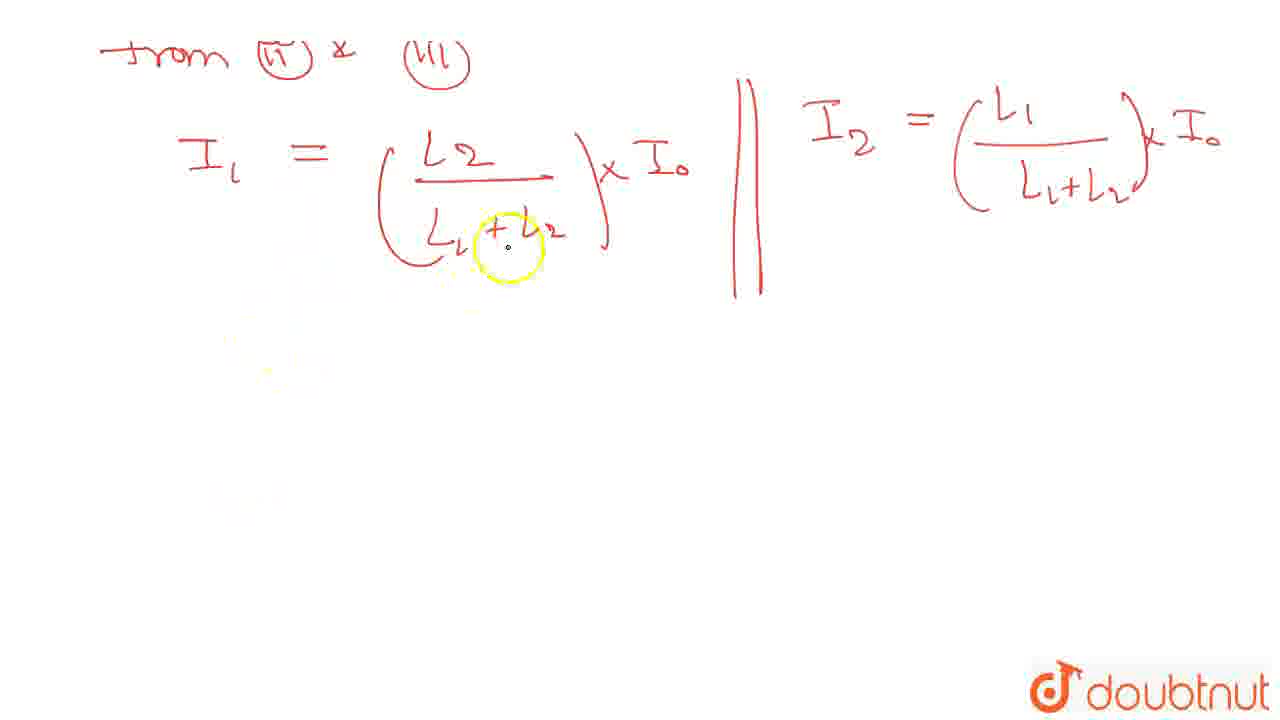 from (II) & (III)
I₁ = (L2 / L₁ + L₂) × I₀
I₂ = (L₁ / L₁ + L₂) × I₀
doubtnut